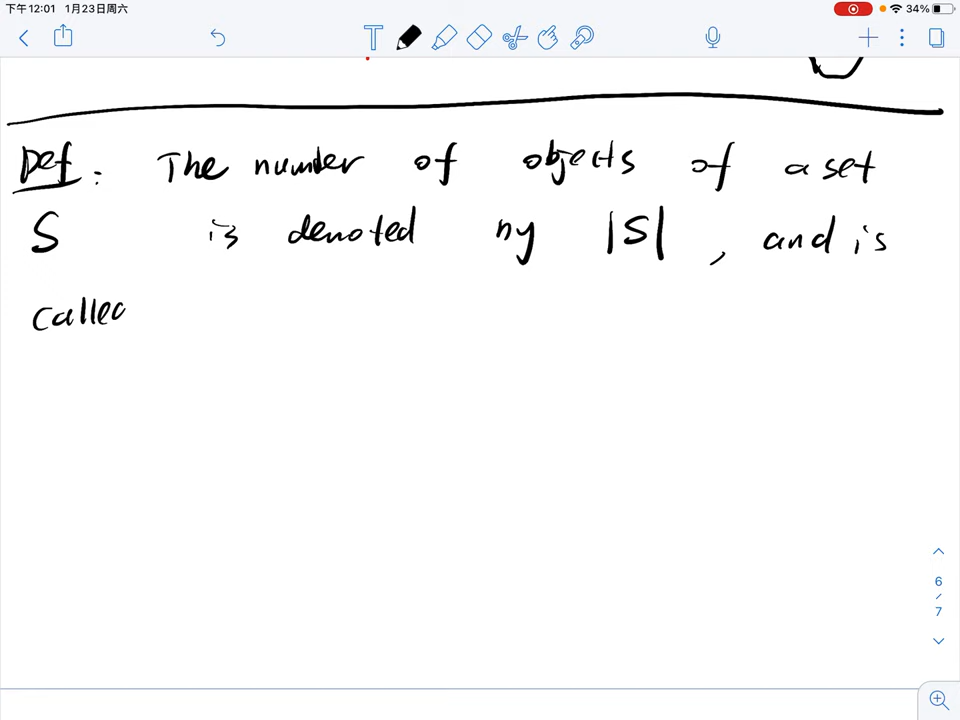 下午12:01 1月23日周六
34%
T
Def: The number of objects of a set
S is denoted by |S|, and is
called
6
/
7